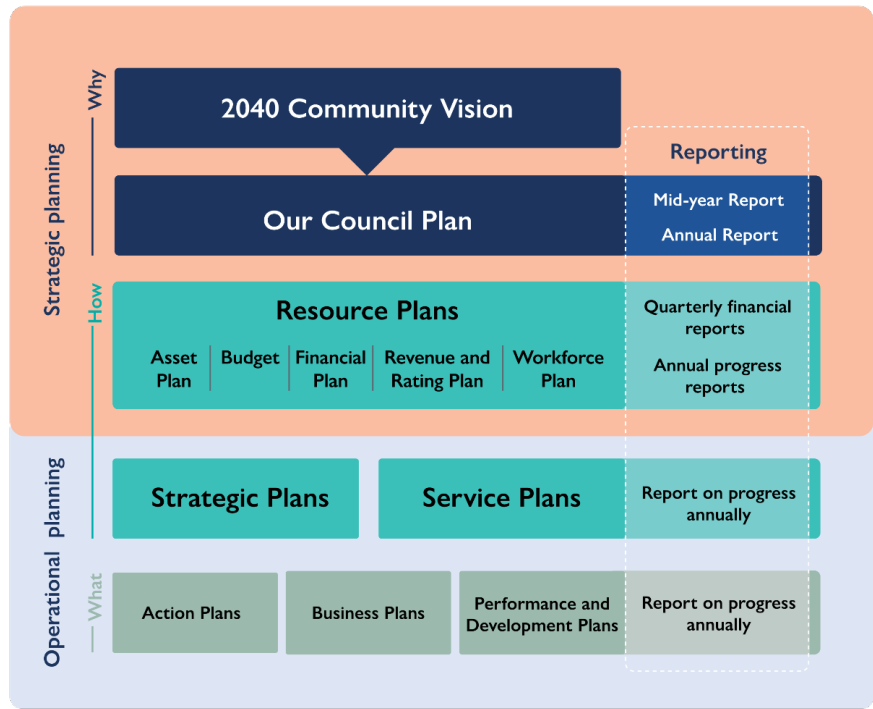 Strategic planning
Why
2040 Community Vision
Reporting
Our Council Plan
Mid-year Report
Annual Report
How
Resource Plans
Asset
Plan
Budget
Financial
Plan
Revenue and
Rating Plan
Workforce
Plan
Quarterly financial
reports
Annual progress
reports
Operational planning
Strategic Plans
Service Plans
Report on progress
annually
What
Action Plans
Business Plans
Performance and
Development Plans
Report on progress
annually